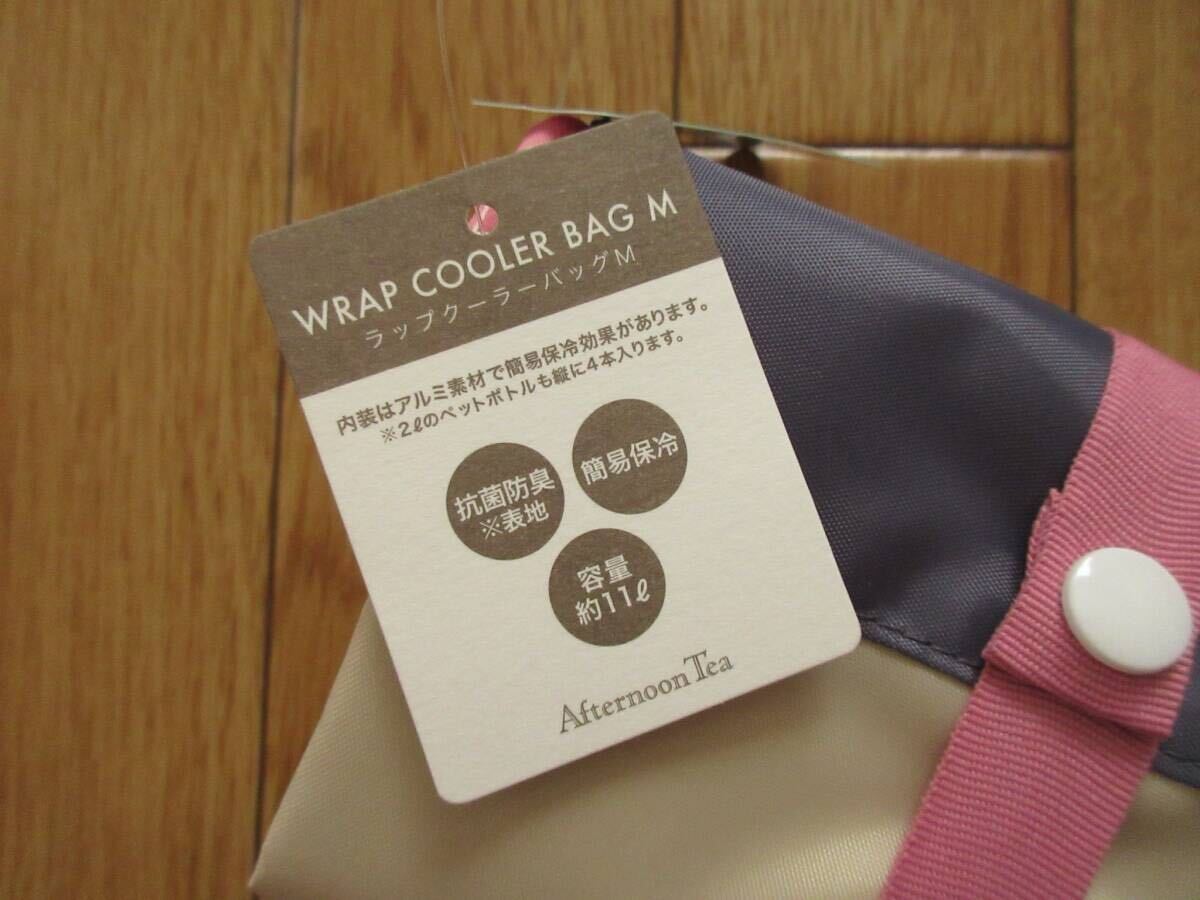 WRAP COOLER BAG M
ラップクーラーバッグM
内装はアルミ素材で簡易保冷効果があります。
※2ℓのペットボトルも縦に4本入ります。
抗菌防臭
※表地
簡易保冷
容量
約11ℓ
Afternoon Tea